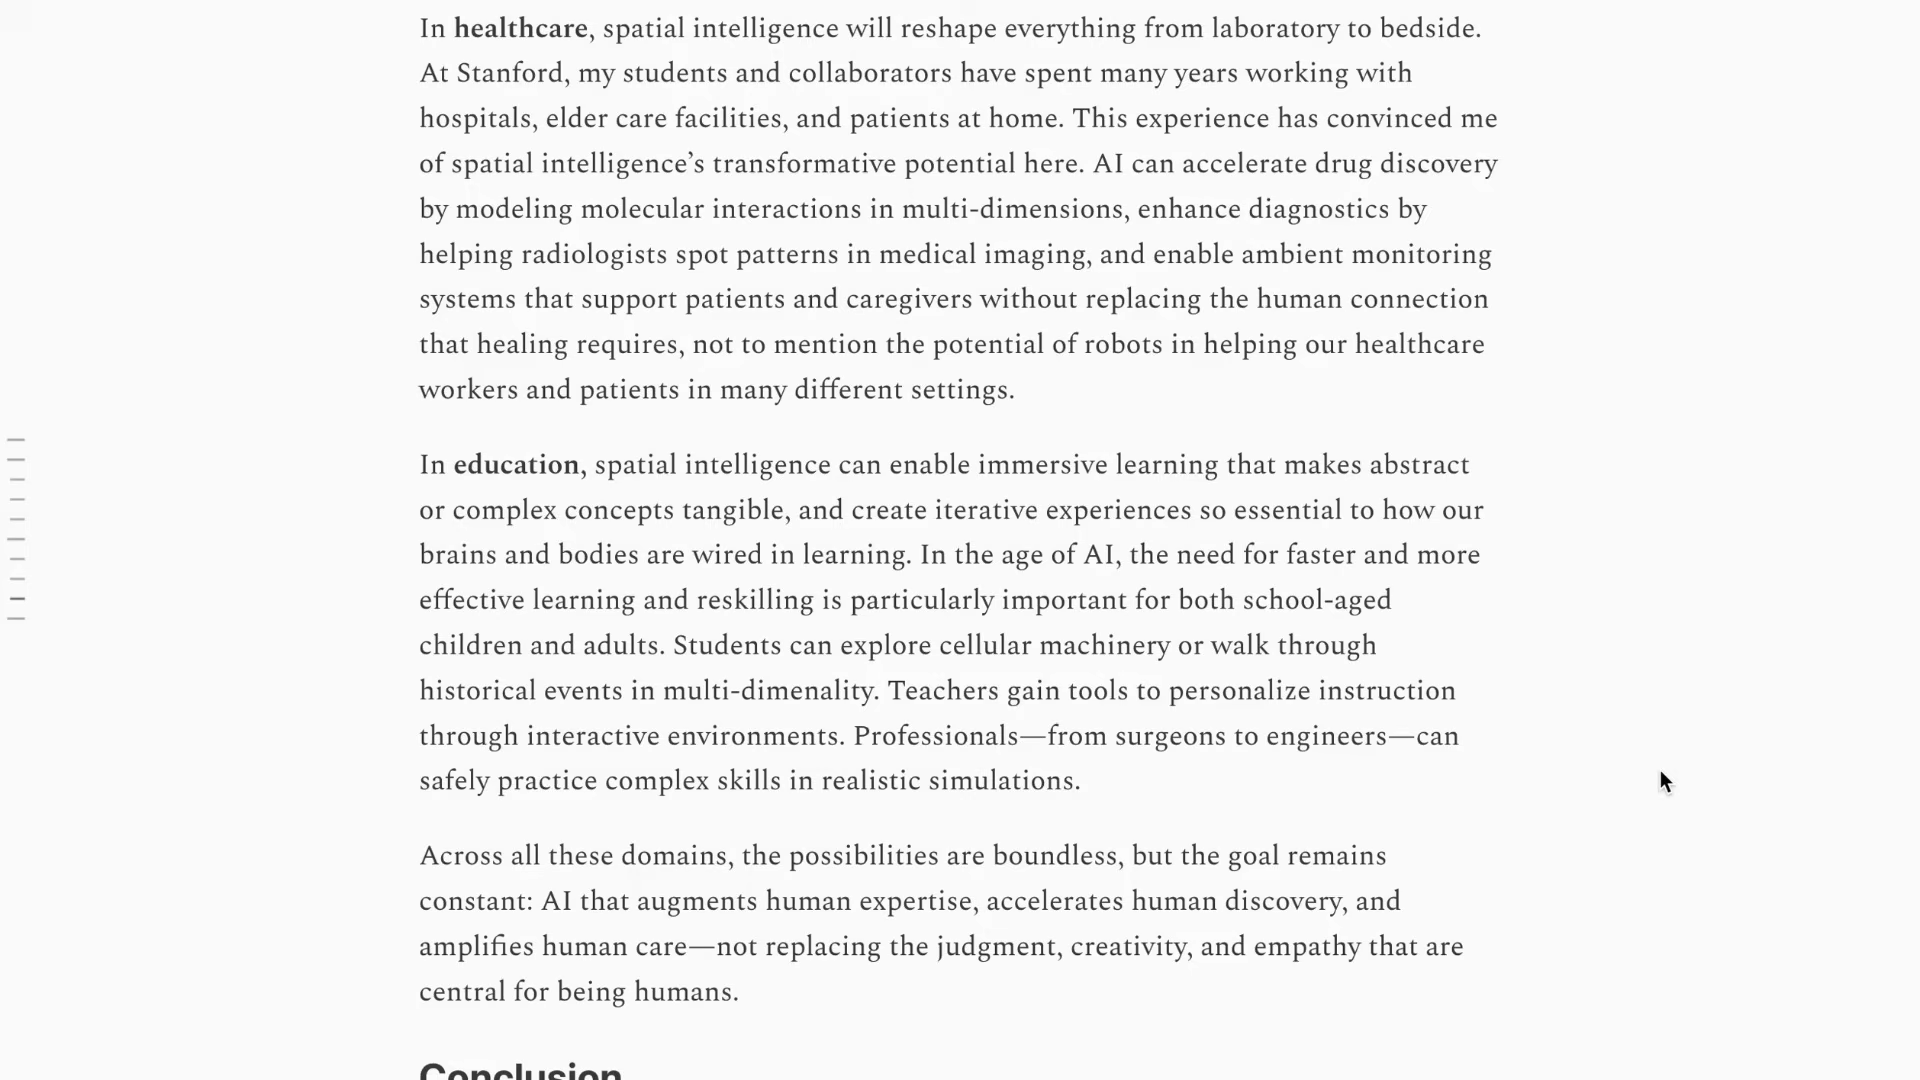 In healthcare, spatial intelligence will reshape everything from laboratory to bedside.
At Stanford, my students and collaborators have spent many years working with
hospitals, elder care facilities, and patients at home. This experience has convinced me
of spatial intelligence’s transformative potential here. AI can accelerate drug discovery
by modeling molecular interactions in multi-dimensions, enhance diagnostics by
helping radiologists spot patterns in medical imaging, and enable ambient monitoring
systems that support patients and caregivers without replacing the human connection
that healing requires, not to mention the potential of robots in helping our healthcare
workers and patients in many different settings.
In education, spatial intelligence can enable immersive learning that makes abstract
or complex concepts tangible, and create iterative experiences so essential to how our
brains and bodies are wired in learning. In the age of AI, the need for faster and more
effective learning and reskilling is particularly important for both school-aged
children and adults. Students can explore cellular machinery or walk through
historical events in multi-dimenality. Teachers gain tools to personalize instruction
through interactive environments. Professionals—from surgeons to engineers—can
safely practice complex skills in realistic simulations.
Across all these domains, the possibilities are boundless, but the goal remains
constant: AI that augments human expertise, accelerates human discovery, and
amplifies human care—not replacing the judgment, creativity, and empathy that are
central for being humans.
Conclusion